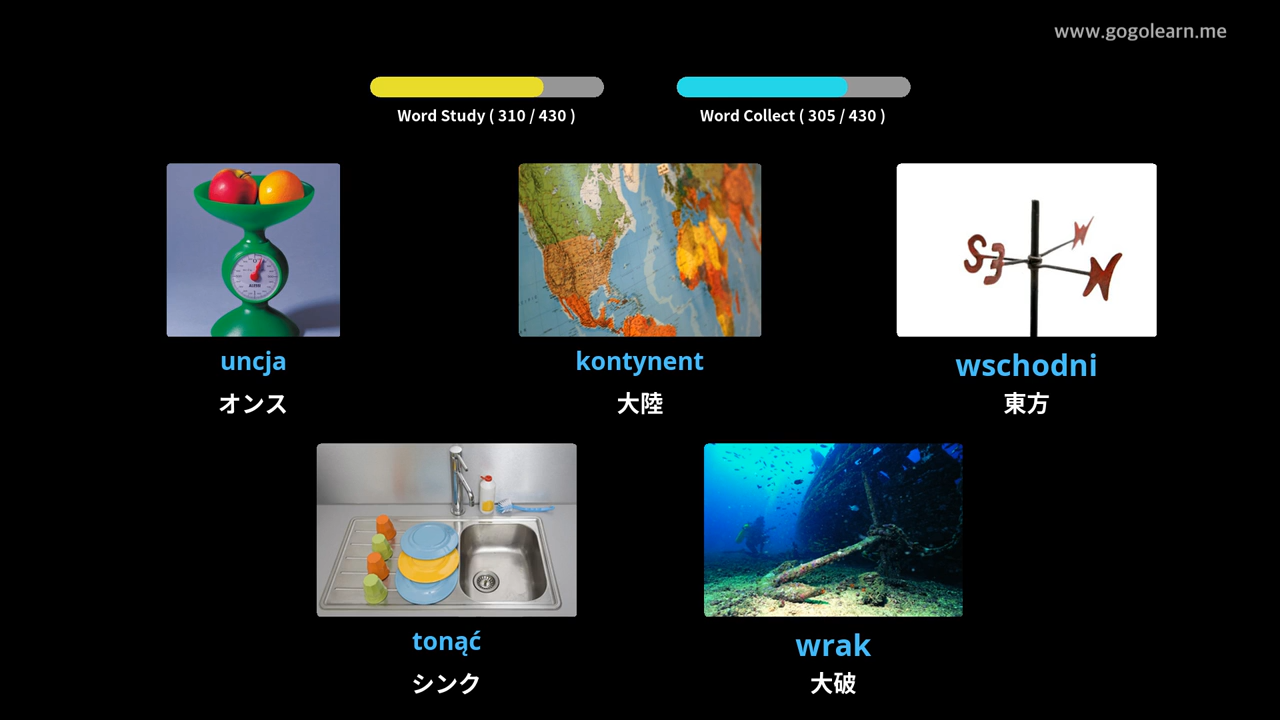 www.gogolearn.me
Word Study ( 310 / 430 )
Word Collect ( 305 / 430 )
uncja
オンス
kontynent
大陸
wschodni
東方
tonąć
シンク
wrak
大破